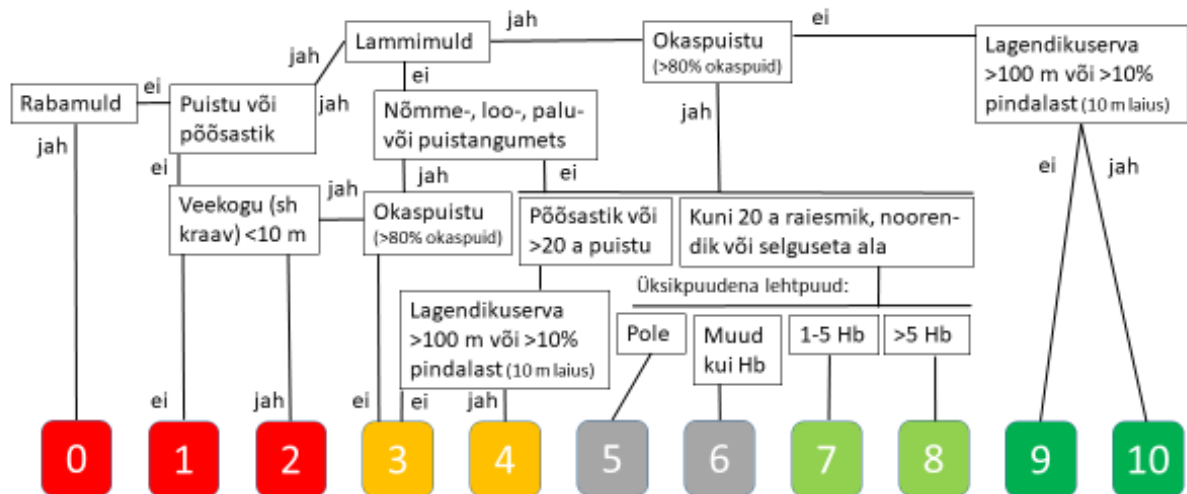 jah
ei
jah
Lammimuld
Okaspuistu
(>80% okaspuid)
Lagendikuserva
>100 m või >10%
pindalast (10 m laius)
jah
ei
ei
Rabamuld
Puistu või
põõsastik
jah
Nõmme-, loo-, palu-
või puistangumets
jah
jah
ei
jah
ei
jah
ei
jah
ei
Veekogu (sh
kraav) <10 m
Okaspuistu
(>80% okaspuid)
Põõsastik või
>20 a puistu
Kuni 20 a raiesmik, nooren-
dik või selguseta ala
Üksikpuudena lehtpuud:
Lagendikuserva
>100 m või >10%
pindalast (10 m laius)
Pole
Muud
kui Hb
1-5 Hb
>5 Hb
ei
jah
ei
ei
jah
0
1
2
3
4
5
6
7
8
9
10